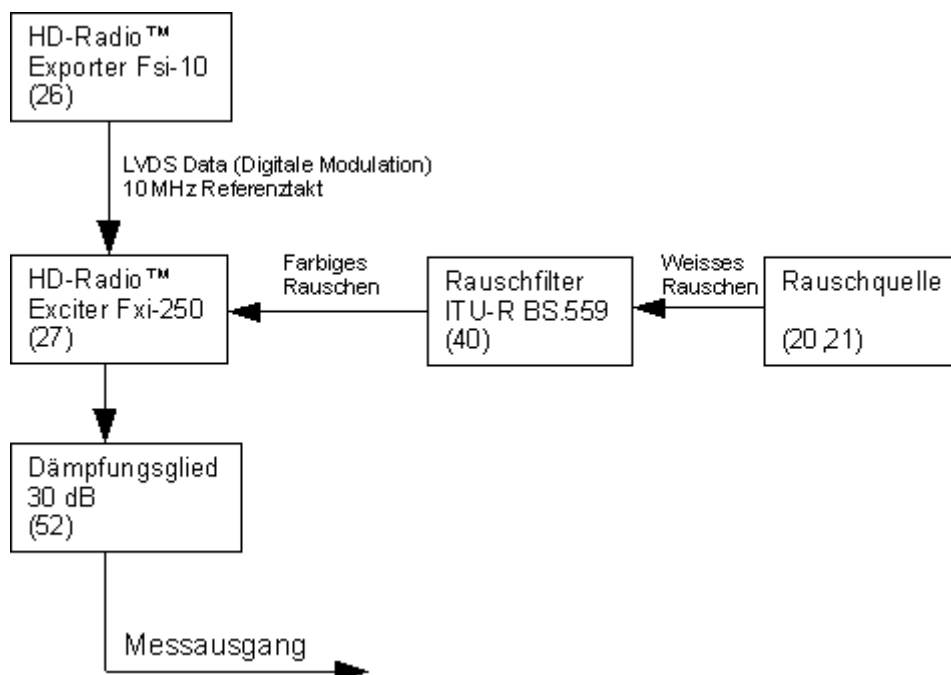 HD-Radio™
Exporter Fsi-10
(26)
LVDS Data (Digitale Modulation)
10 MHz Referenztakt
HD-Radio™
Exciter Fxi-250
(27)
Farbiges
Rauschen
Rauschfilter
ITU-R BS.559
(40)
Weisses
Rauschen
Rauschquelle
(20,21)
Dämpfungsglied
30 dB
(52)
Messausgang